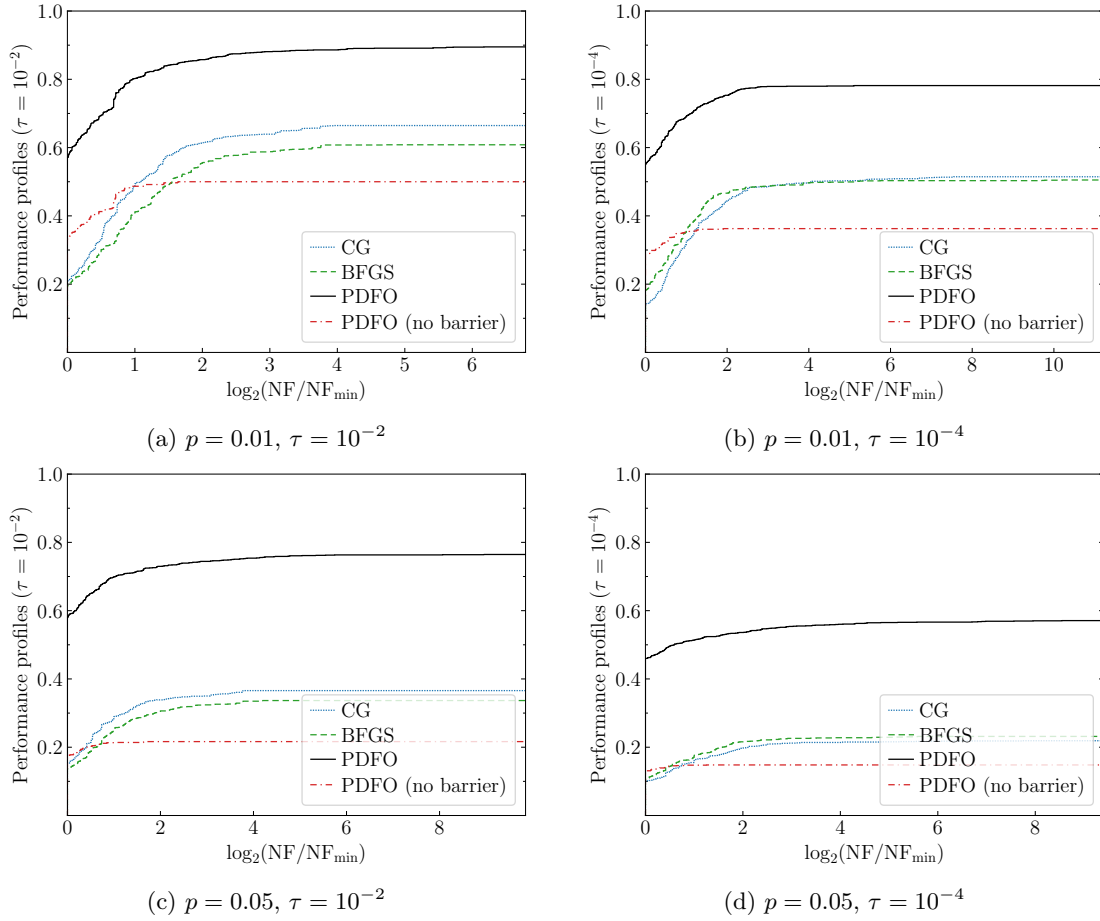 1.0
0.8
0.6
0.4
0.2
Performance profiles (τ = 10⁻²)
0 1 2 3 4 5 6
log₂(NF/NFₘᵢₙ)
CG
BFGS
PDFO
PDFO (no barrier)
(a) p = 0.01, τ = 10⁻²
1.0
0.8
0.6
0.4
0.2
Performance profiles (τ = 10⁻⁴)
0 2 4 6 8 10
log₂(NF/NFₘᵢₙ)
CG
BFGS
PDFO
PDFO (no barrier)
(b) p = 0.01, τ = 10⁻⁴
1.0
0.8
0.6
0.4
0.2
Performance profiles (τ = 10⁻²)
0 2 4 6 8
log₂(NF/NFₘᵢₙ)
CG
BFGS
PDFO
PDFO (no barrier)
(c) p = 0.05, τ = 10⁻²
1.0
0.8
0.6
0.4
0.2
Performance profiles (τ = 10⁻⁴)
0 2 4 6 8
log₂(NF/NFₘᵢₙ)
CG
BFGS
PDFO
PDFO (no barrier)
(d) p = 0.05, τ = 10⁻⁴